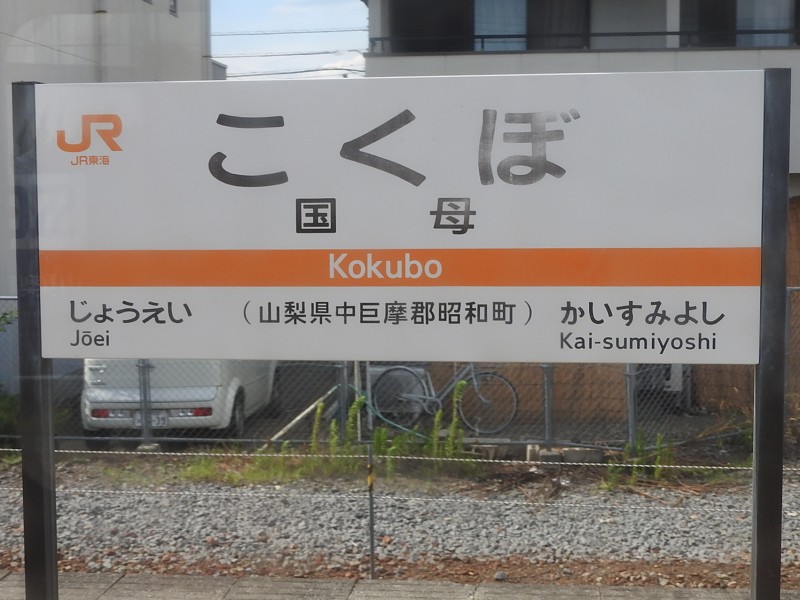 JR
JR東海
こくぼ
国母
Kokubo
じょうえい (山梨県中巨摩郡昭和町) かいすみよし
Jōei Kai-sumiyoshi